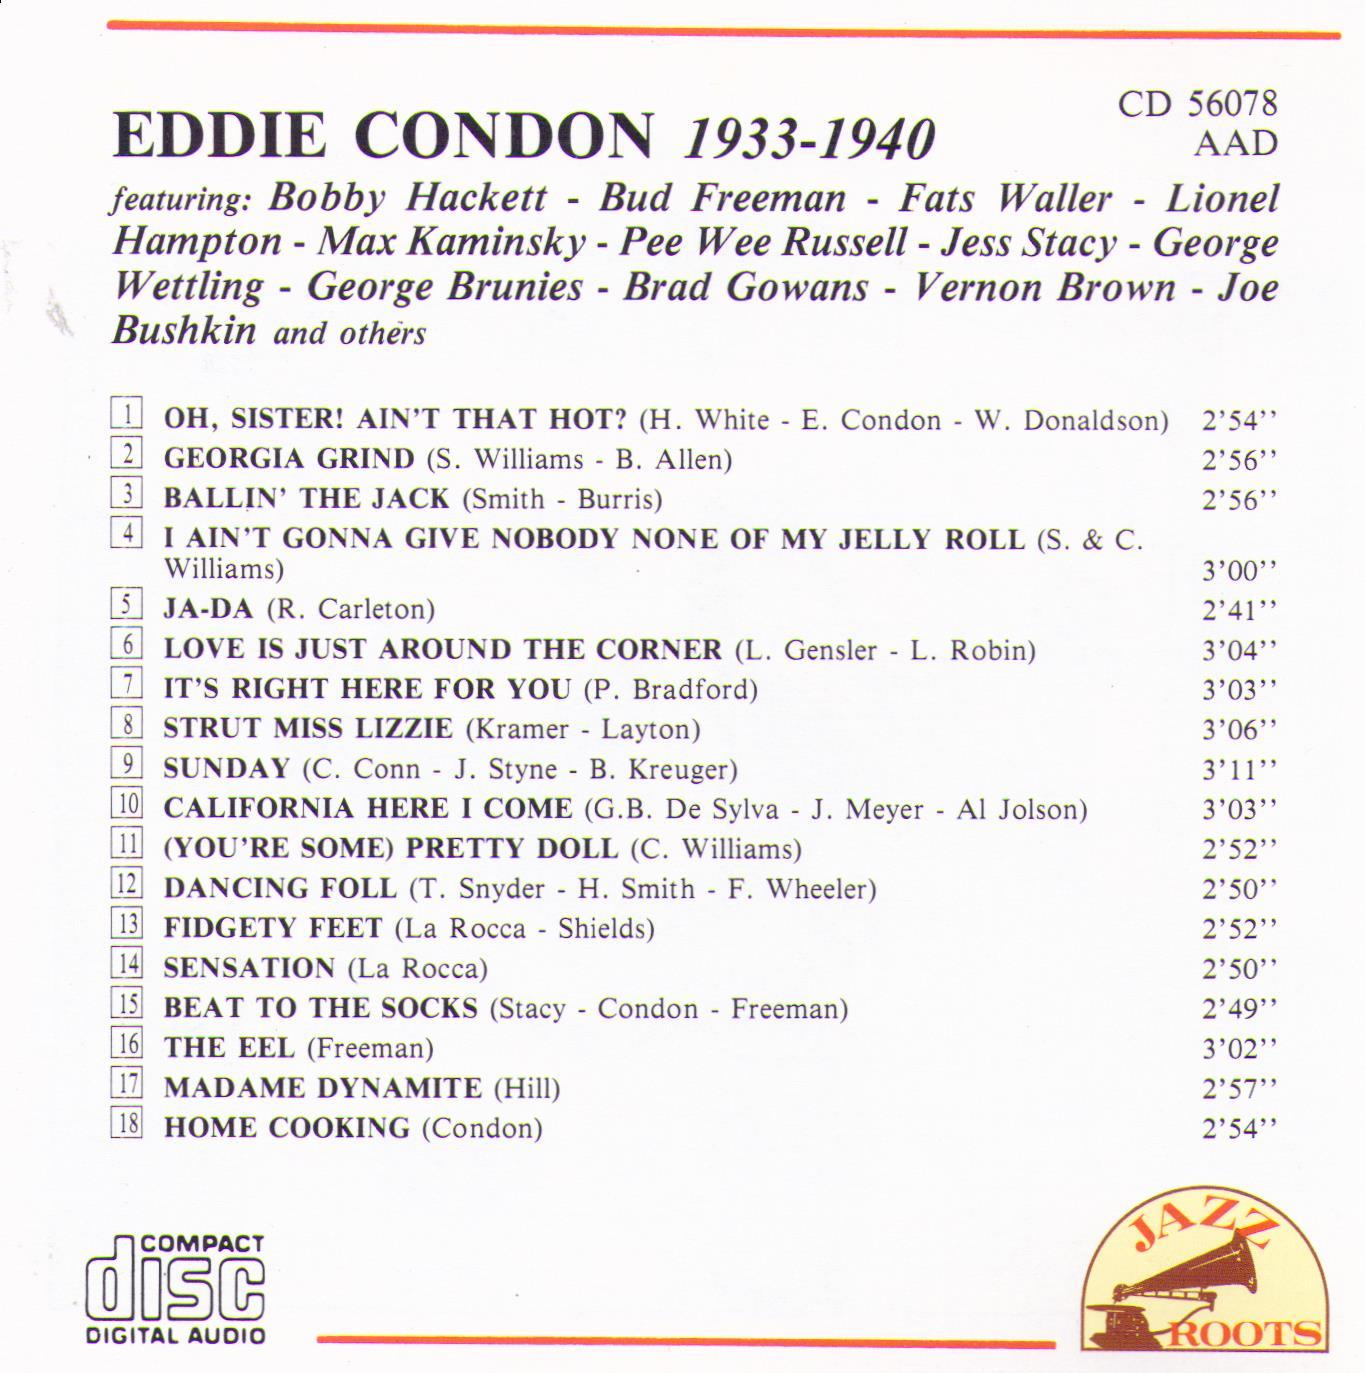 CD 56078
EDDIE CONDON 1933-1940
AAD
featuring: Bobby Hackett - Bud Freeman - Fats Waller - Lionel
Hampton - Max Kaminsky - Pee Wee Russell - Jess Stacy - George
Wettling - George Brunies - Brad Gowans - Vernon Brown - Joe
Bushkin and others
1 OH, SISTER! AIN'T THAT HOT? (H. White - E. Condon - W. Donaldson) 2'54''
2 GEORGIA GRIND (S. Williams - B. Allen) 2'56''
3 BALLIN' THE JACK (Smith - Burris) 2'56''
4 I AIN'T GONNA GIVE NOBODY NONE OF MY JELLY ROLL (S. & C.
Williams) 3'00''
5 JA-DA (R. Carleton) 2'41''
6 LOVE IS JUST AROUND THE CORNER (L. Gensler - L. Robin) 3'04''
7 IT'S RIGHT HERE FOR YOU (P. Bradford) 3'03''
8 STRUT MISS LIZZIE (Kramer - Layton) 3'06''
9 SUNDAY (C. Conn - J. Styne - B. Kreuger) 3'11''
10 CALIFORNIA HERE I COME (G.B. De Sylva - J. Meyer - Al Jolson) 3'03''
11 (YOU'RE SOME) PRETTY DOLL (C. Williams) 2'52''
12 DANCING FOLL (T. Snyder - H. Smith - F. Wheeler) 2'50''
13 FIDGETY FEET (La Rocca - Shields) 2'52''
14 SENSATION (La Rocca) 2'50''
15 BEAT TO THE SOCKS (Stacy - Condon - Freeman) 2'49''
16 THE EEL (Freeman) 3'02''
17 MADAME DYNAMITE (Hill) 2'57''
18 HOME COOKING (Condon) 2'54''
COMPACT
disc
DIGITAL AUDIO
JAZZ
ROOTS